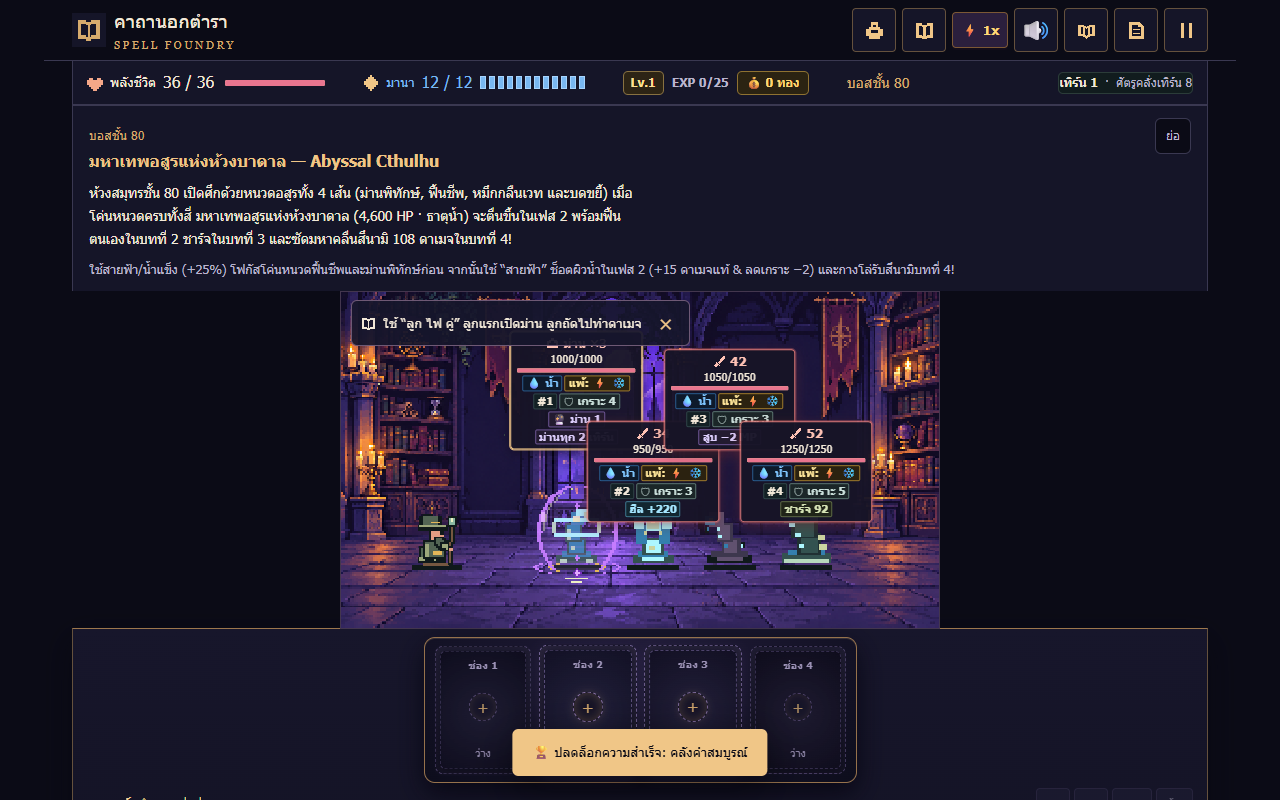 คาถานอกตำรา
SPELL FOUNDRY
1x
พลังชีวิต 36 / 36
มานา 12 / 12
Lv.1 EXP 0/25 0 ทอง
บอสชั้น 80
เทิร์น 1 · ศัตรูคลั่งเทิร์น 8
บอสชั้น 80
ย่อ
มหาเทพอสูรแห่งห้วงบาดาล — Abyssal Cthulhu
ห้วงสมุทรชั้น 80 เปิดศึกด้วยหนวดอสูรทั้ง 4 เส้น (ม่านพิทักษ์, ฟื้นชีพ, หมึกกลืนเวท และบดขยี้) เมื่อ
โค่นหนวดครบทั้งสี่ มหาเทพอสูรแห่งห้วงบาดาล (4,600 HP · ธาตุน้ำ) จะตื่นขึ้นในเฟส 2 พร้อมฟื้น
ตนเองในบทที่ 2 ชาร์จในบทที่ 3 และซัดมหาคลื่นสึนามิ 108 ดาเมจในบทที่ 4!
ใช้สายฟ้า/น้ำแข็ง (+25%) โฟกัสโค่นหนวดฟื้นชีพและม่านพิทักษ์ก่อน จากนั้นใช้ “สายฟ้า” ช็อตผิวน้ำในเฟส 2 (+15 ดาเมจแท้ & ลดเกราะ −2) และกางโล่รับสึนามิบทที่ 4!
ใช้ “ลูก ไฟ คู่” ลูกแรกเปิดม่าน ลูกถัดไปทำดาเมจ
1000/1000
น้ำ แพ้:
#1 เกราะ 4
ม่าน 1
ม่านทุก 2
42
1050/1050
น้ำ แพ้:
#3 เกราะ 3
สูบ −2
950/950
น้ำ แพ้:
#2 เกราะ 3
ฮีล +220
52
1250/1250
น้ำ แพ้:
#4 เกราะ 5
ชาร์จ 92
ช่อง 1 ช่อง 2 ช่อง 3 ช่อง 4
+ + + +
ว่าง ว่าง
ปลดล็อกความสำเร็จ: คลังคำสมบูรณ์